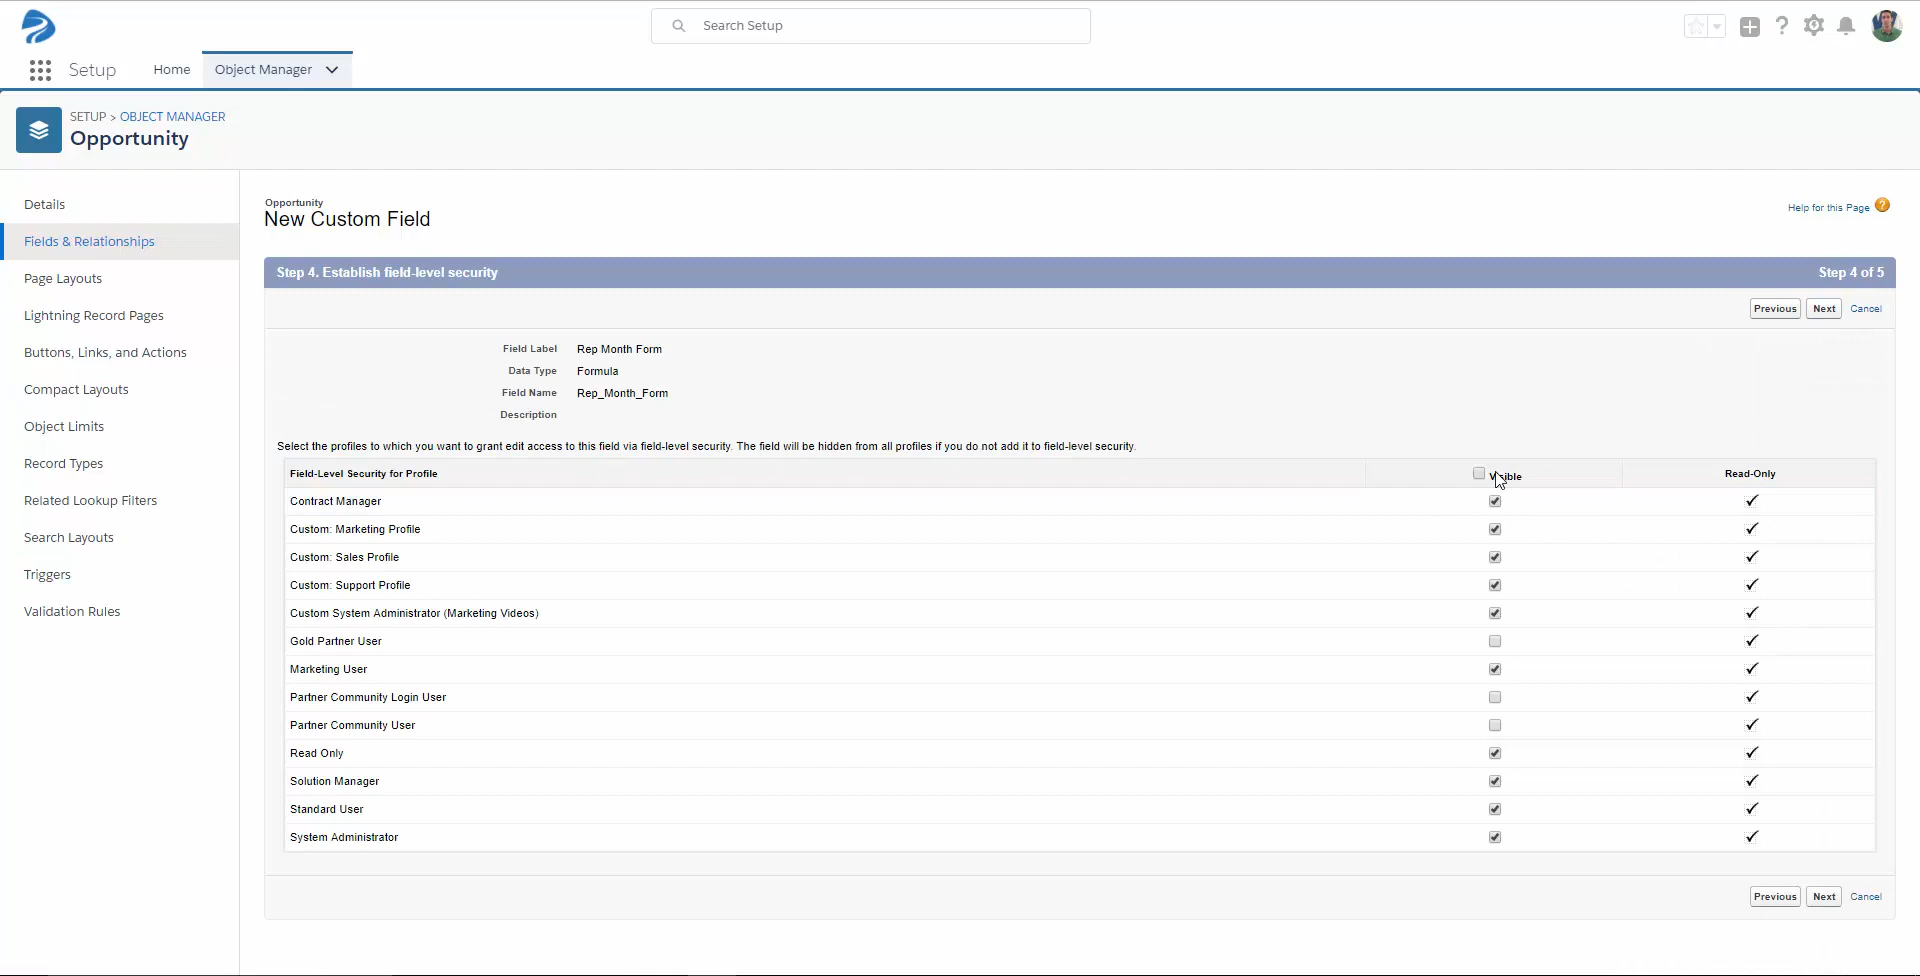 Search Setup
Setup
Home
Object Manager
SETUP > OBJECT MANAGER
Opportunity
Details
Fields & Relationships
Page Layouts
Lightning Record Pages
Buttons, Links, and Actions
Compact Layouts
Object Limits
Record Types
Related Lookup Filters
Search Layouts
Triggers
Validation Rules
Opportunity
New Custom Field
Help for this Page ?
Step 4. Establish field-level security Step 4 of 5
Previous Next Cancel
Field Label Rep Month Form
Data Type Formula
Field Name Rep_Month_Form
Description
Select the profiles to which you want to grant edit access to this field via field-level security. The field will be hidden from all profiles if you do not add it to field-level security.
Field-Level Security for Profile Visible Read-Only
Contract Manager
Custom: Marketing Profile
Custom: Sales Profile
Custom: Support Profile
Custom System Administrator (Marketing Videos)
Gold Partner User
Marketing User
Partner Community Login User
Partner Community User
Read Only
Solution Manager
Standard User
System Administrator
Previous Next Cancel